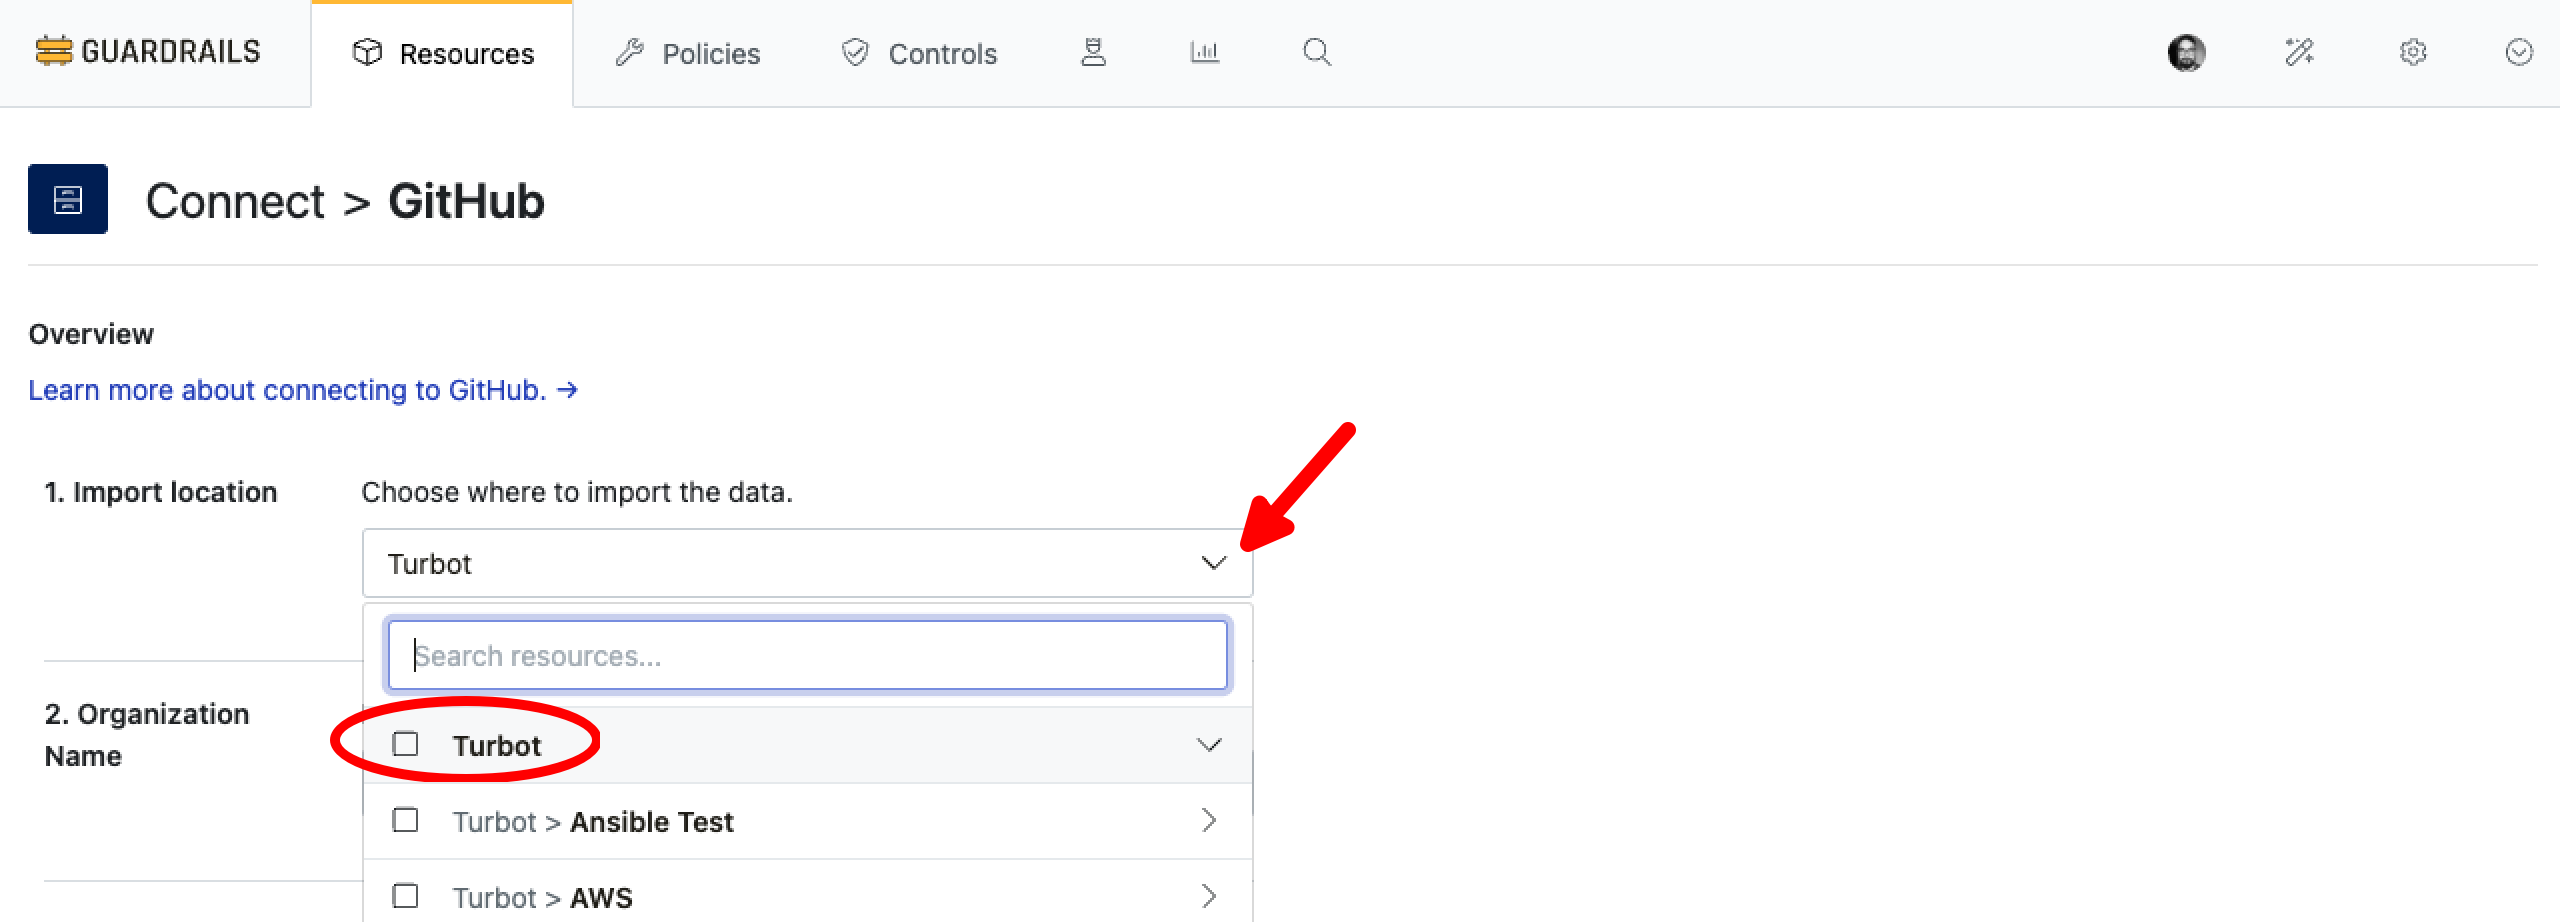 GUARDRAILS Resources Policies Controls
Connect > GitHub
Overview
Learn more about connecting to GitHub. →
1. Import location Choose where to import the data.
Turbot
Search resources...
2. Organization
Name
Turbot
Turbot > Ansible Test
Turbot > AWS